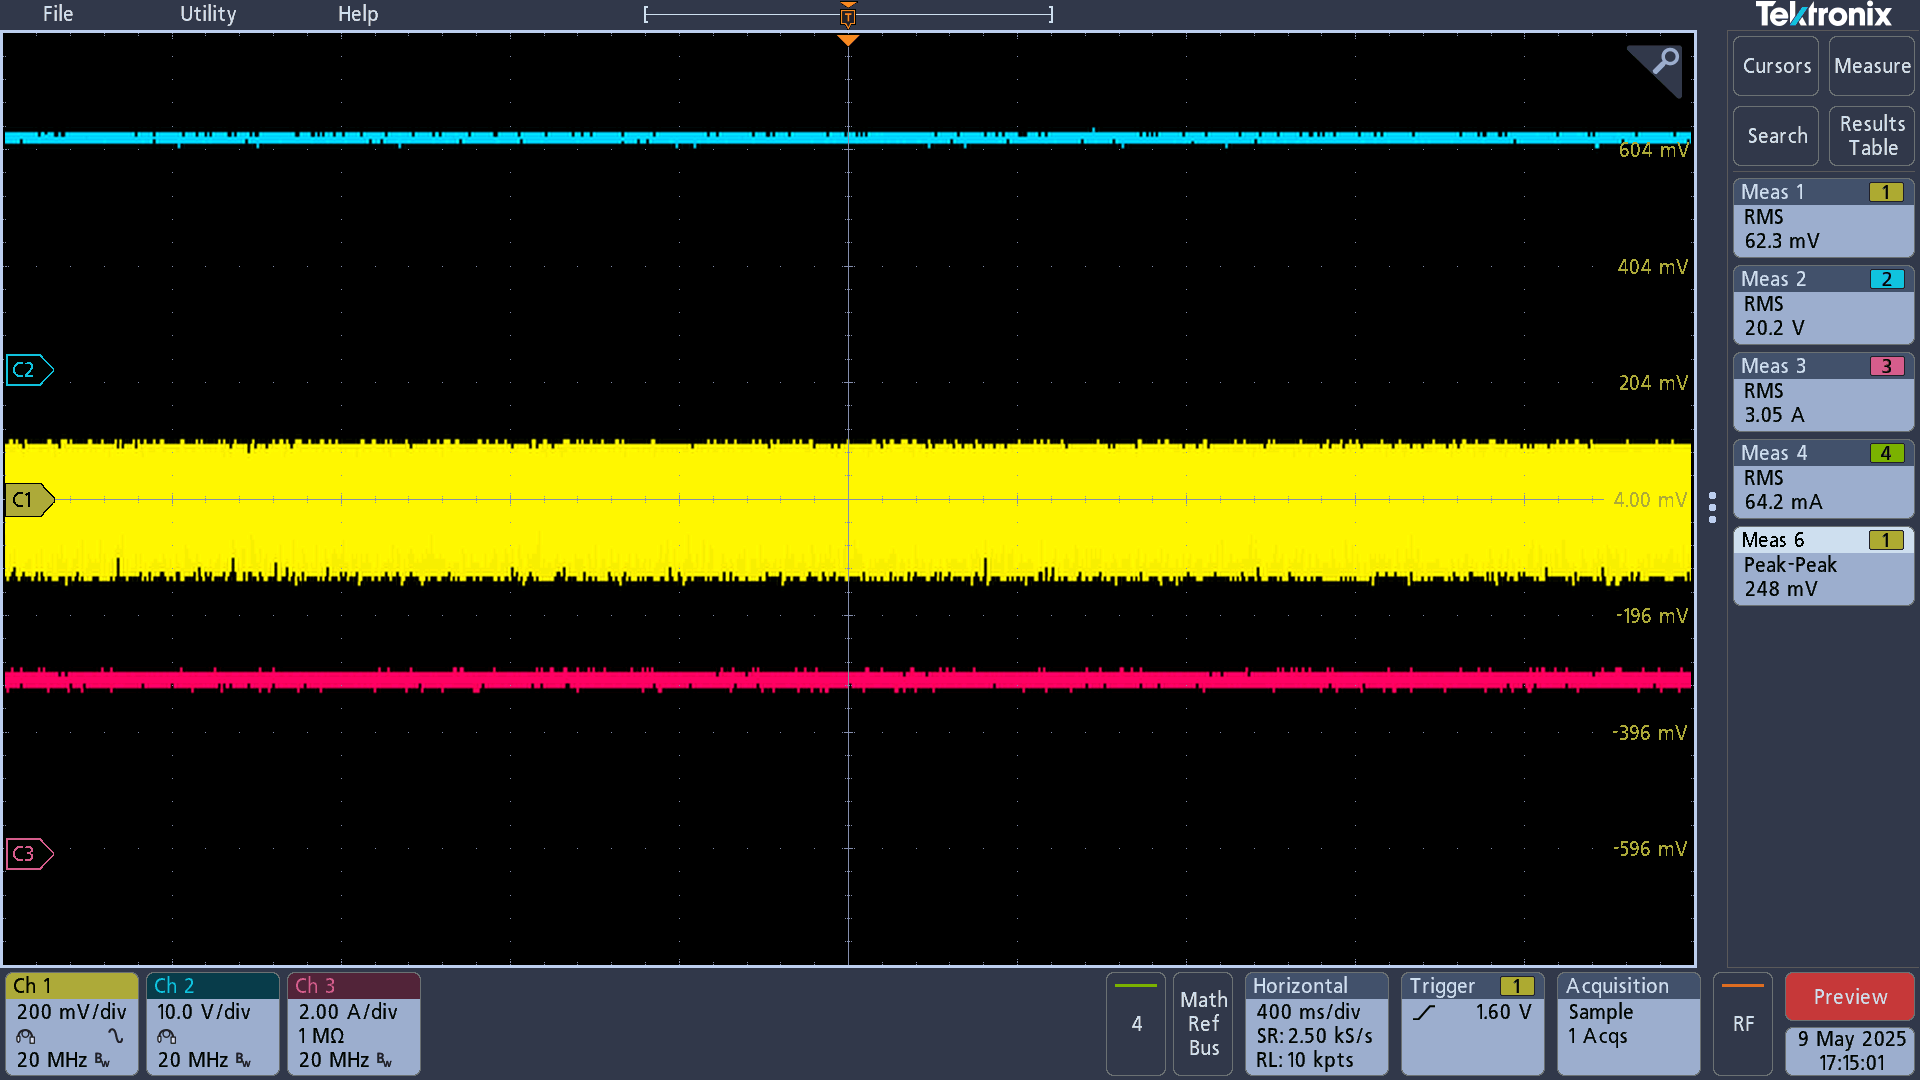 File Utility Help
T
Tektronix
Cursors Measure
Search Results Table
604 mV
404 mV
C2
204 mV
C1
4.00 mV
-196 mV
-396 mV
C3
-596 mV
Meas 1 1
RMS
62.3 mV
Meas 2 2
RMS
20.2 V
Meas 3 3
RMS
3.05 A
Meas 4 4
RMS
64.2 mA
Meas 6 1
Peak-Peak
248 mV
Ch 1
200 mV/div
20 MHz Bw
Ch 2
10.0 V/div
20 MHz Bw
Ch 3
2.00 A/div
1 MΩ
20 MHz Bw
4
Math
Ref
Bus
Horizontal
400 ms/div
SR: 2.50 kS/s
RL: 10 kpts
Trigger 1
1.60 V
Acquisition
Sample
1 Acqs
RF
Preview
9 May 2025
17:15:01